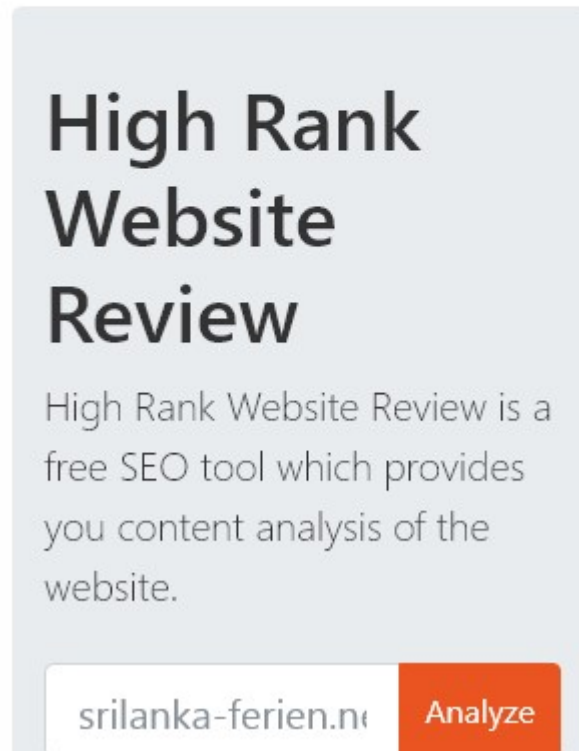 High Rank
Website
Review
High Rank Website Review is a
free SEO tool which provides
you content analysis of the
website.
srilanka-ferien.ne
Analyze